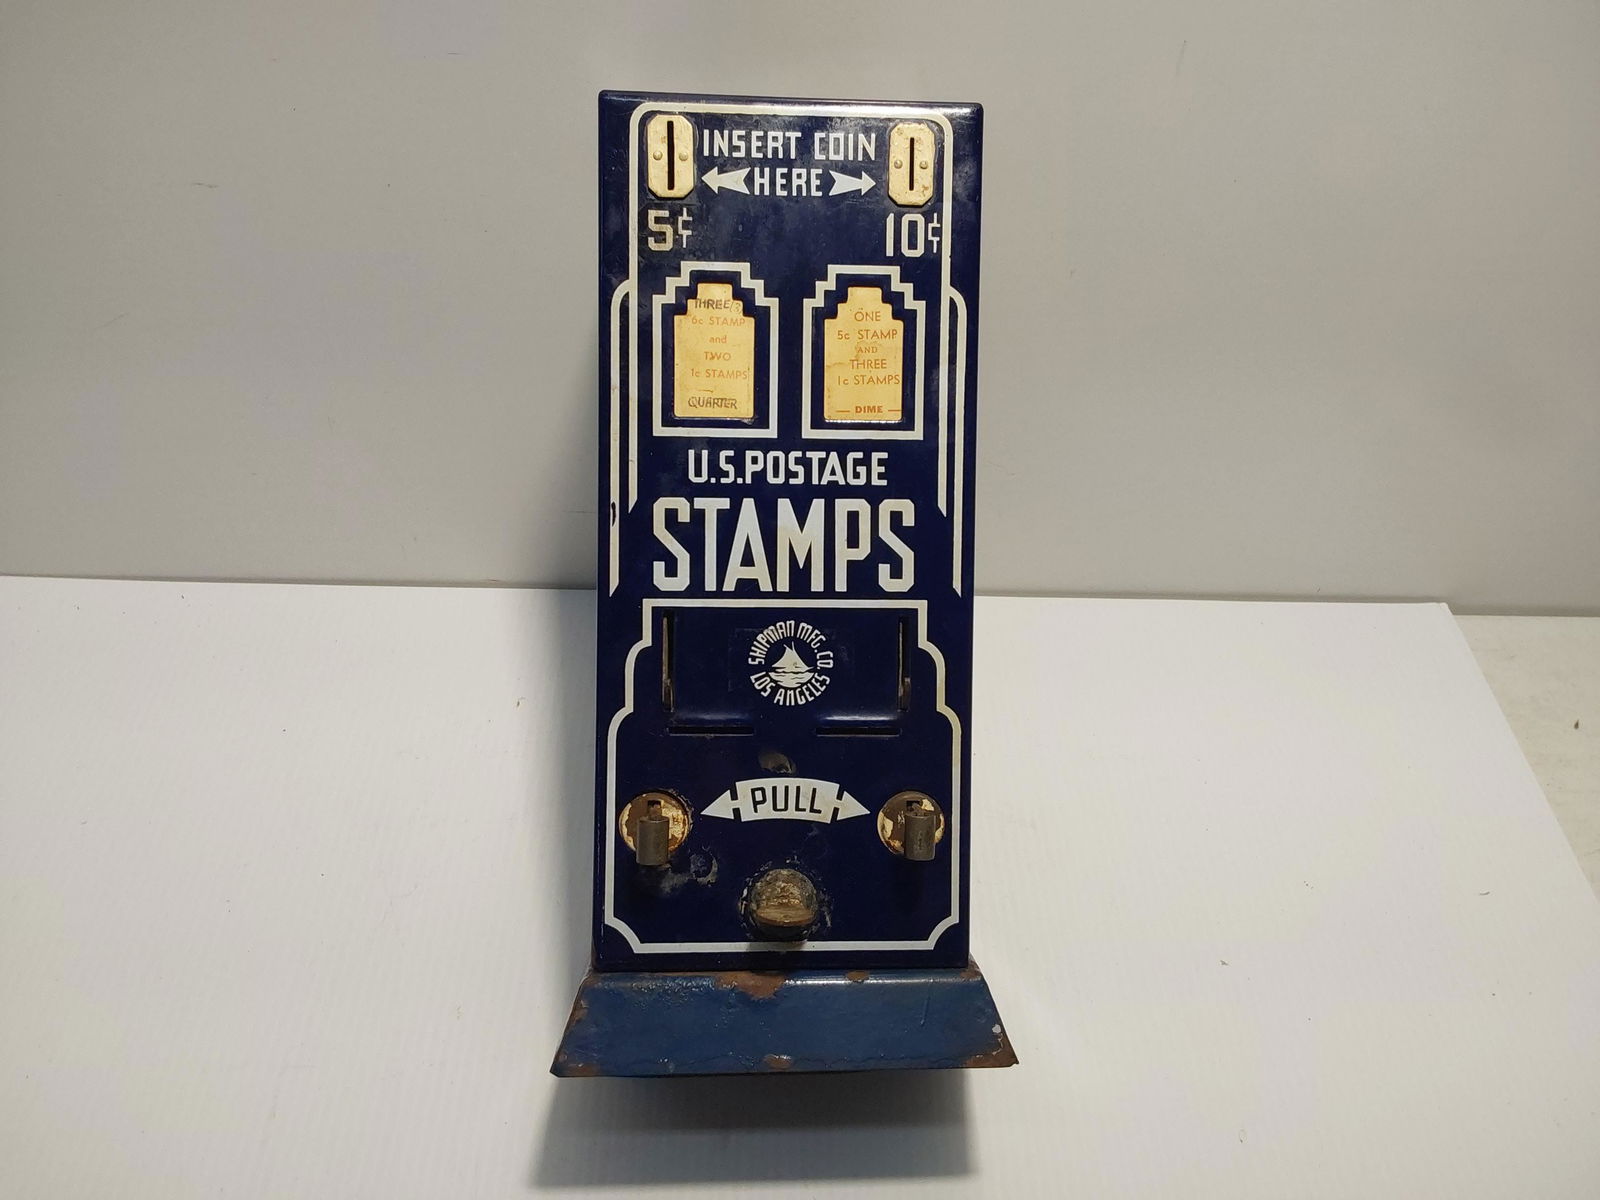 INSERT COIN
HERE
5¢
10¢
THREE(3)
6c STAMP
and
TWO
1c STAMPS
QUARTER
ONE
5c STAMP
AND
THREE
1c STAMPS
— DIME —
U.S.POSTAGE
STAMPS
SHIPMAN MFG. CO.
LOS ANGELES
PULL